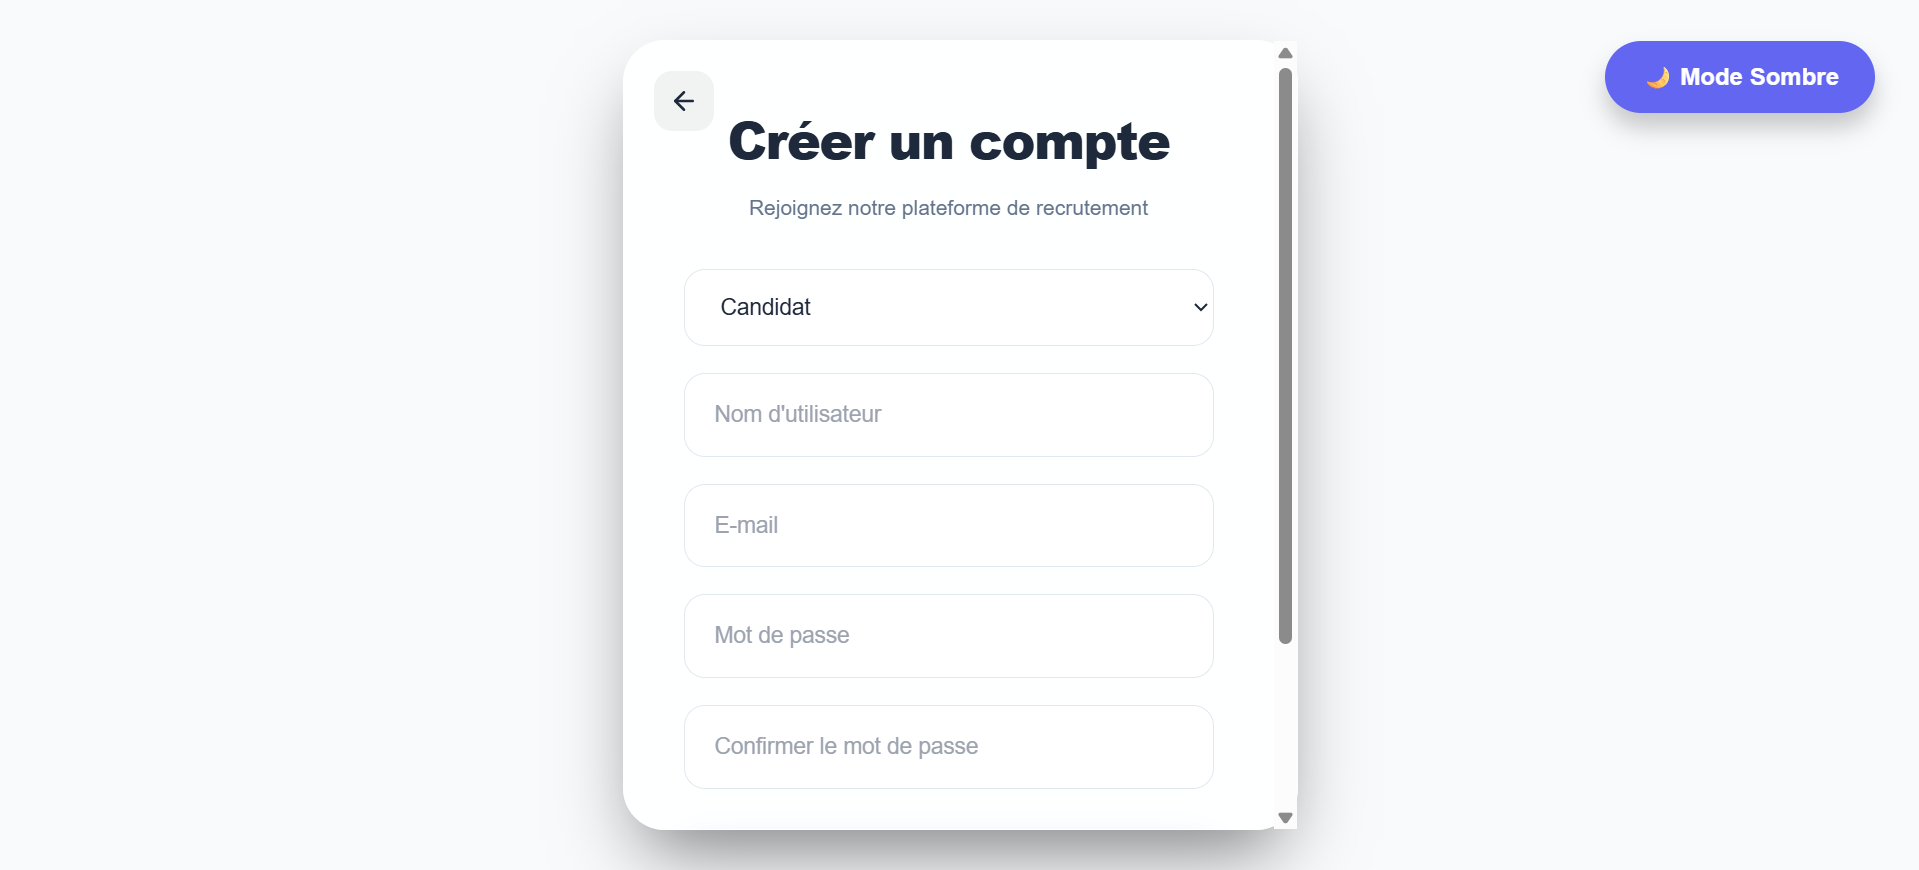 🌙 Mode Sombre
Créer un compte
Rejoignez notre plateforme de recrutement
Candidat
Nom d'utilisateur
E-mail
Mot de passe
Confirmer le mot de passe